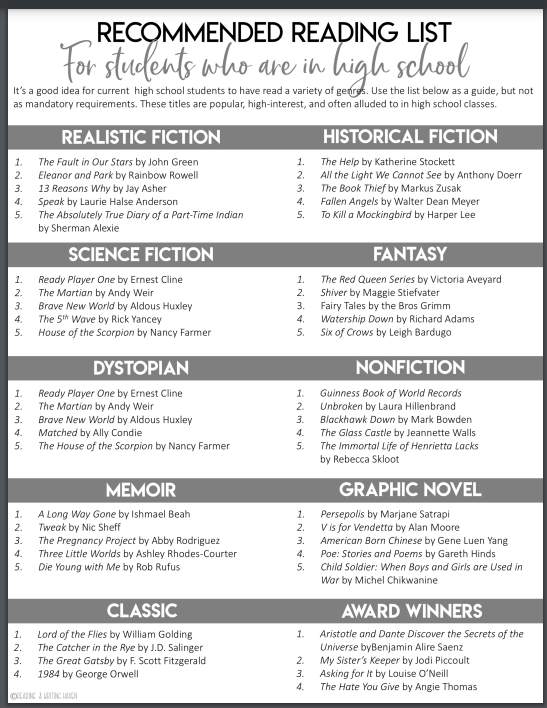 RECOMMENDED READING LIST
For students who are in high school
It's a good idea for current high school students to have read a variety of genres. Use the list below as a guide, but not
as mandatory requirements. These titles are popular, high-interest, and often alluded to in high school classes.
REALISTIC FICTION
1. The Fault in Our Stars by John Green
2. Eleanor and Park by Rainbow Rowell
3. 13 Reasons Why by Jay Asher
4. Speak by Laurie Halse Anderson
5. The Absolutely True Diary of a Part-Time Indian
by Sherman Alexie
HISTORICAL FICTION
1. The Help by Katherine Stockett
2. All the Light We Cannot See by Anthony Doerr
3. The Book Thief by Markus Zusak
4. Fallen Angels by Walter Dean Meyer
5. To Kill a Mockingbird by Harper Lee
SCIENCE FICTION
1. Ready Player One by Ernest Cline
2. The Martian by Andy Weir
3. Brave New World by Aldous Huxley
4. The 5th Wave by Rick Yancey
5. House of the Scorpion by Nancy Farmer
FANTASY
1. The Red Queen Series by Victoria Aveyard
2. Shiver by Maggie Stiefvater
3. Fairy Tales by the Bros Grimm
4. Watership Down by Richard Adams
5. Six of Crows by Leigh Bardugo
DYSTOPIAN
1. Ready Player One by Ernest Cline
2. The Martian by Andy Weir
3. Brave New World by Aldous Huxley
4. Matched by Ally Condie
5. The House of the Scorpion by Nancy Farmer
NONFICTION
1. Guinness Book of World Records
2. Unbroken by Laura Hillenbrand
3. Blackhawk Down by Mark Bowden
4. The Glass Castle by Jeannette Walls
5. The Immortal Life of Henrietta Lacks
by Rebecca Skloot
MEMOIR
1. A Long Way Gone by Ishmael Beah
2. Tweak by Nic Sheff
3. The Pregnancy Project by Abby Rodriguez
4. Three Little Worlds by Ashley Rhodes-Courter
5. Die Young with Me by Rob Rufus
GRAPHIC NOVEL
1. Persepolis by Marjane Satrapi
2. V is for Vendetta by Alan Moore
3. American Born Chinese by Gene Luen Yang
4. Poe: Stories and Poems by Gareth Hinds
5. Child Soldier: When Boys and Girls are Used in
War by Michel Chikwanine
CLASSIC
1. Lord of the Flies by William Golding
2. The Catcher in the Rye by J.D. Salinger
3. The Great Gatsby by F. Scott Fitzgerald
4. 1984 by George Orwell
AWARD WINNERS
1. Aristotle and Dante Discover the Secrets of the
Universe byBenjamin Alire Saenz
2. My Sister's Keeper by Jodi Piccoult
3. Asking for It by Louise O'Neill
4. The Hate You Give by Angie Thomas
©READING & WRITING HAVEN